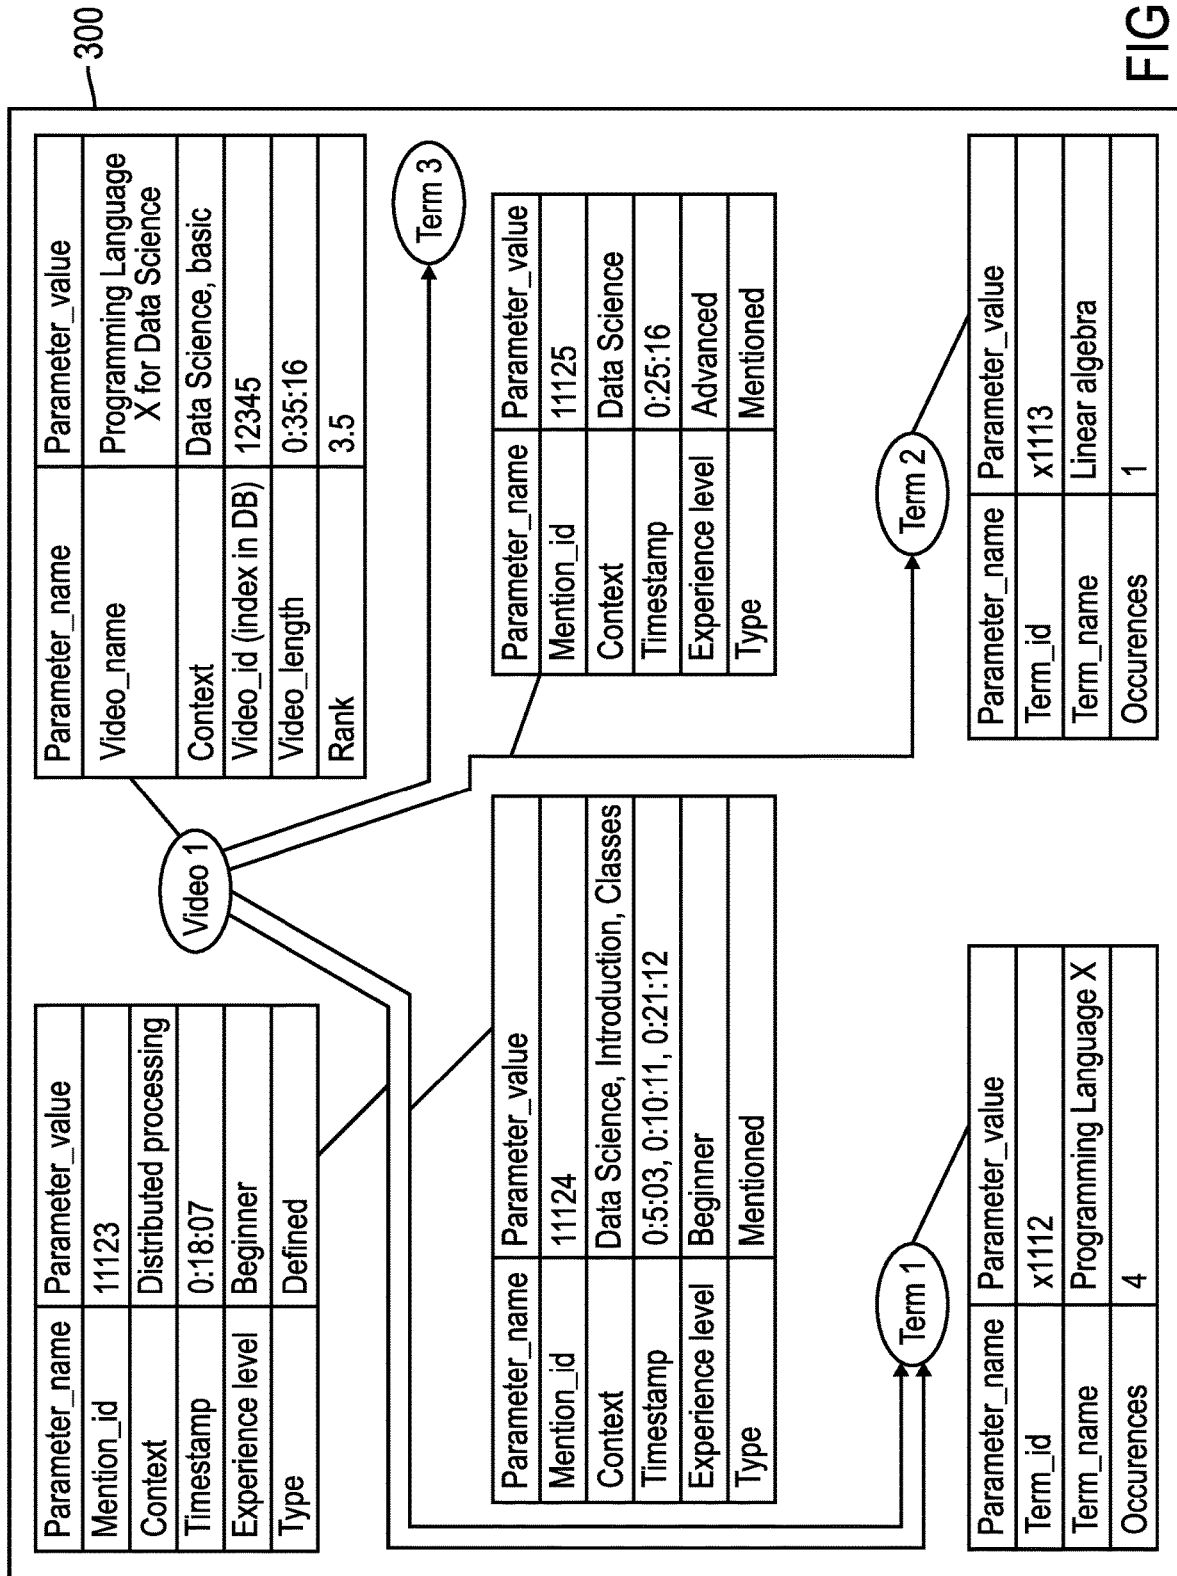 300
Parameter_name Parameter_value
Mention_id 11123
Context Distributed processing
Timestamp 0:18:07
Experience level Beginner
Type Defined
Video 1
Parameter_name Parameter_value
Video_name Programming Language
X for Data Science
Context Data Science, basic
Video_id (index in DB) 12345
Video_length 0:35:16
Rank 3.5
Term 3
Parameter_name Parameter_value
Mention_id 11124
Context Data Science, Introduction, Classes
Timestamp 0:5:03, 0:10:11, 0:21:12
Experience level Beginner
Type Mentioned
Parameter_name Parameter_value
Mention_id 11125
Context Data Science
Timestamp 0:25:16
Experience level Advanced
Type Mentioned
Term 1
Term 2
Parameter_name Parameter_value
Term_id x1112
Term_name Programming Language X
Occurences 4
Parameter_name Parameter_value
Term_id x1113
Term_name Linear algebra
Occurences 1
FIG